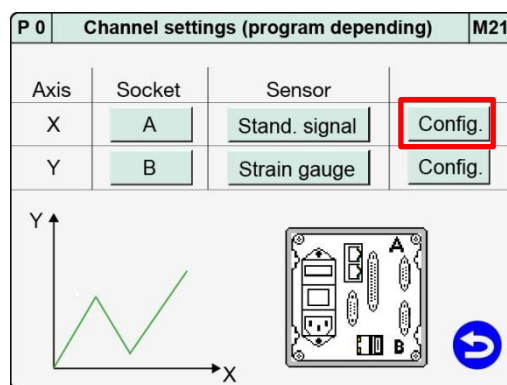 P 0 Channel settings (program depending) M21
Axis Socket Sensor
X A Stand. signal Config.
Y B Strain gauge Config.
Y
A
B
X